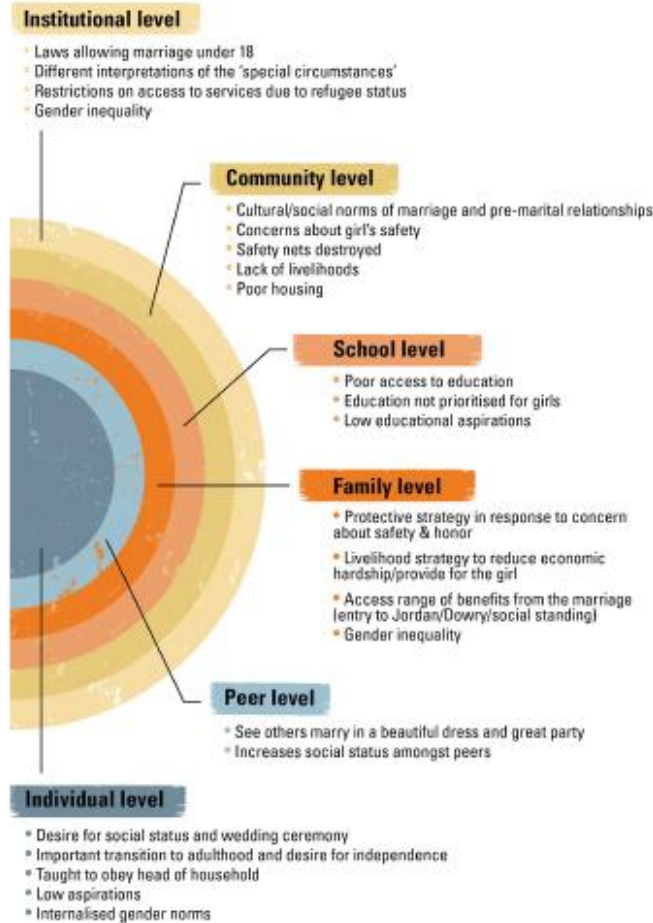 Institutional level
Laws allowing marriage under 18
Different interpretations of the 'special circumstances'
Restrictions on access to services due to refugee status
Gender inequality
Community level
Cultural/social norms of marriage and pre-marital relationships
Concerns about girl's safety
Safety nets destroyed
Lack of livelihoods
Poor housing
School level
Poor access to education
Education not prioritised for girls
Low educational aspirations
Family level
Protective strategy in response to concern
about safety & honor
Livelihood strategy to reduce economic
hardship/provide for the girl
Access range of benefits from the marriage
(entry to Jordan/Dowry/social standing)
Gender inequality
Peer level
See others marry in a beautiful dress and great party
Increases social status amongst peers
Individual level
Desire for social status and wedding ceremony
Important transition to adulthood and desire for independence
Taught to obey head of household
Low aspirations
Internalised gender norms